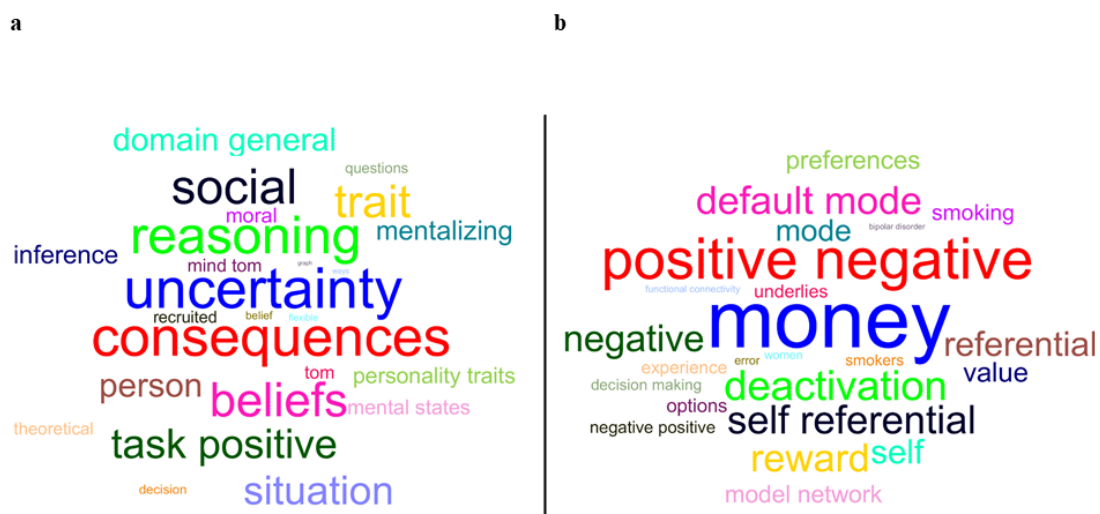 a
domain general
social
questions
trait
moral
reasoning
mentalizing
inference
mind tom
graph
ways
uncertainty
recruited
belief
flexible
consequences
tom
person
personality traits
beliefs
mental states
theoretical
task positive
decision
situation
b
preferences
default mode
smoking
mode
bipolar disorder
positive negative
functional connectivity
underlies
money
negative
referential
women
error
smokers
experience
value
decision making
deactivation
options
self referential
negative positive
reward
self
model network